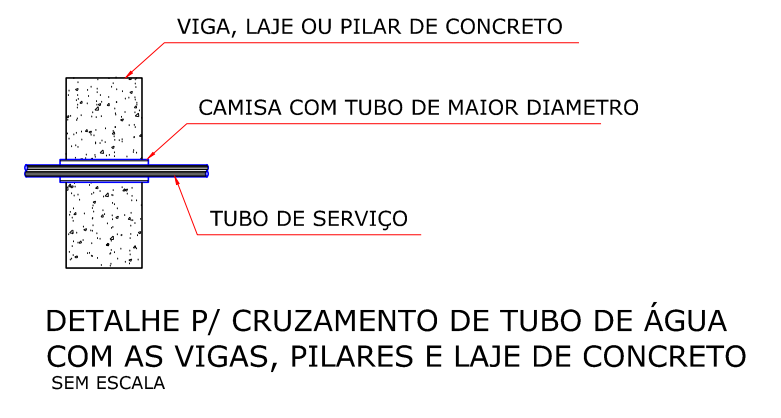 VIGA, LAJE OU PILAR DE CONCRETO
CAMISA COM TUBO DE MAIOR DIAMETRO
TUBO DE SERVIÇO
DETALHE P/ CRUZAMENTO DE TUBO DE ÁGUA
COM AS VIGAS, PILARES E LAJE DE CONCRETO
SEM ESCALA